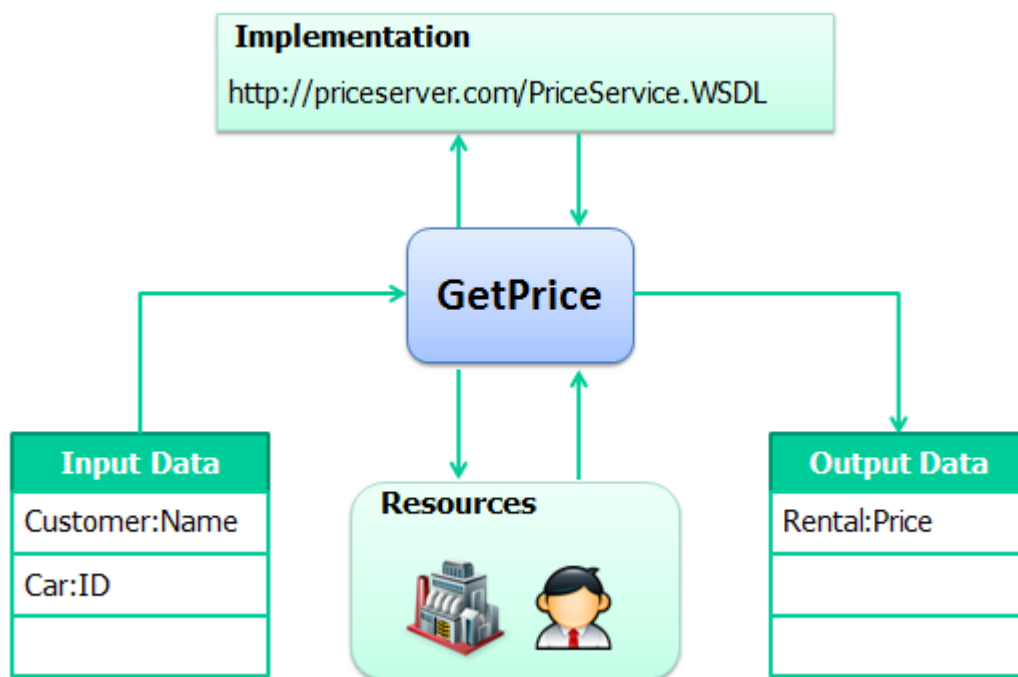 Implementation
http://priceserver.com/PriceService.WSDL
GetPrice
Input Data
Customer:Name
Car:ID
Resources
Output Data
Rental:Price